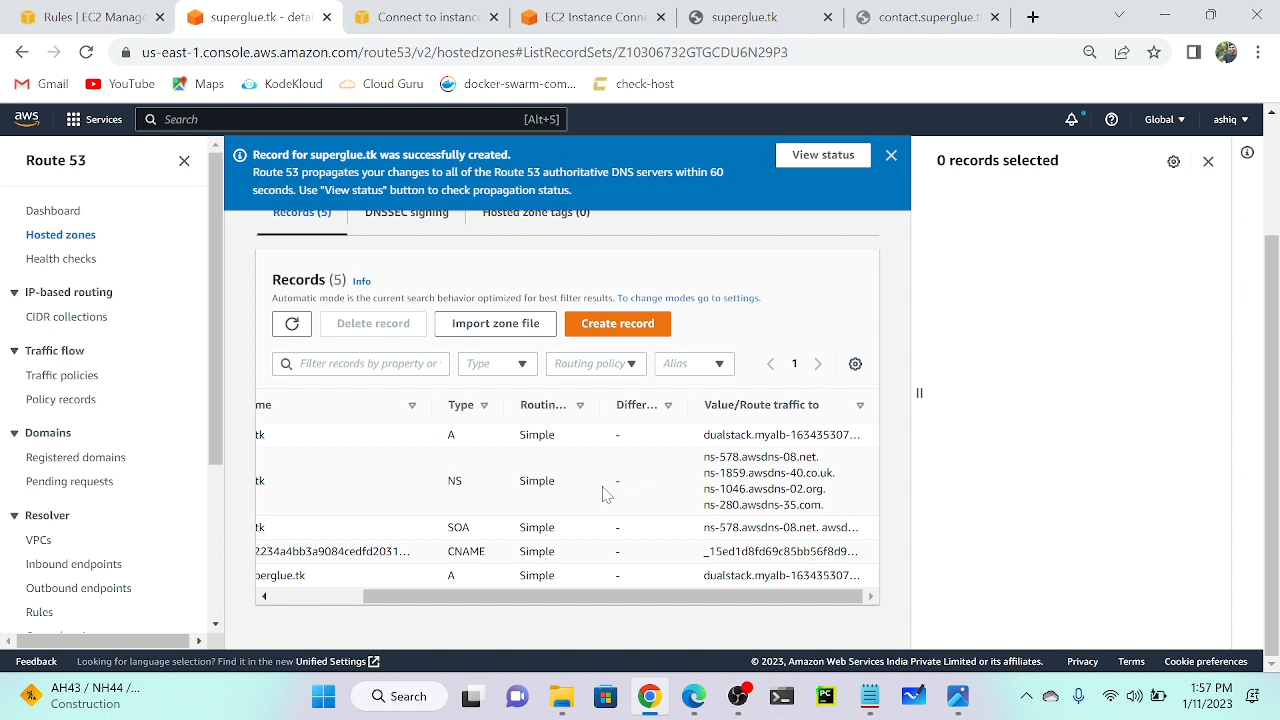 EC2 Manag
superglue.tk - deta
Connect to instanc
EC2 Instance Conn
superglue.tk
contact.superglue.t
us-east-1.console.aws.amazon.com/route53/v2/hostedzones#ListRecordSets/Z10306732GTGCDU6N29P3
Gmail
YouTube
Maps
KodeKloud
Cloud Guru
docker-swarm-com...
check-host
aws
Services
Search
[Alt+S]
Global
ashiq
Route 53
Dashboard
Hosted zones
Health checks
IP-based routing
CIDR collections
Traffic flow
Traffic policies
Policy records
Domains
Registered domains
Pending requests
Resolver
VPCs
Inbound endpoints
Outbound endpoints
Rules
Record for superglue.tk was successfully created.
Route 53 propagates your changes to all of the Route 53 authoritative DNS servers within 60
seconds. Use "View status" button to check propagation status.
View status
0 records selected
Records (5)
DNSSEC signing
Hosted zone tags (0)
Records (5) Info
Automatic mode is the current search behavior optimized for best filter results. To change modes go to settings.
Delete record
Import zone file
Create record
Filter records by property or
Type
Routing policy
Alias
1
me Type Routin... Differ... Value/Route traffic to
tk A Simple - dualstack.myalb-163435307...
ns-578.awsdns-08.net.
ns-1859.awsdns-40.co.uk.
tk NS Simple -
ns-1046.awsdns-02.org.
ns-280.awsdns-35.com.
tk SOA Simple - ns-578.awsdns-08.net. awsd...
2234a4bb3a9084cedfd2031... CNAME Simple - _15ed1d8fd69c85bb56f8d9...
perglue.tk A Simple - dualstack.myalb-163435307...
Feedback
Looking for language selection? Find it in the new Unified Settings
© 2023, Amazon Web Services India Private Limited or its affiliates.
Privacy
Terms
Cookie preferences
AH43 / NH44 /...
Construction
Search
1:57 PM
1/11/2023